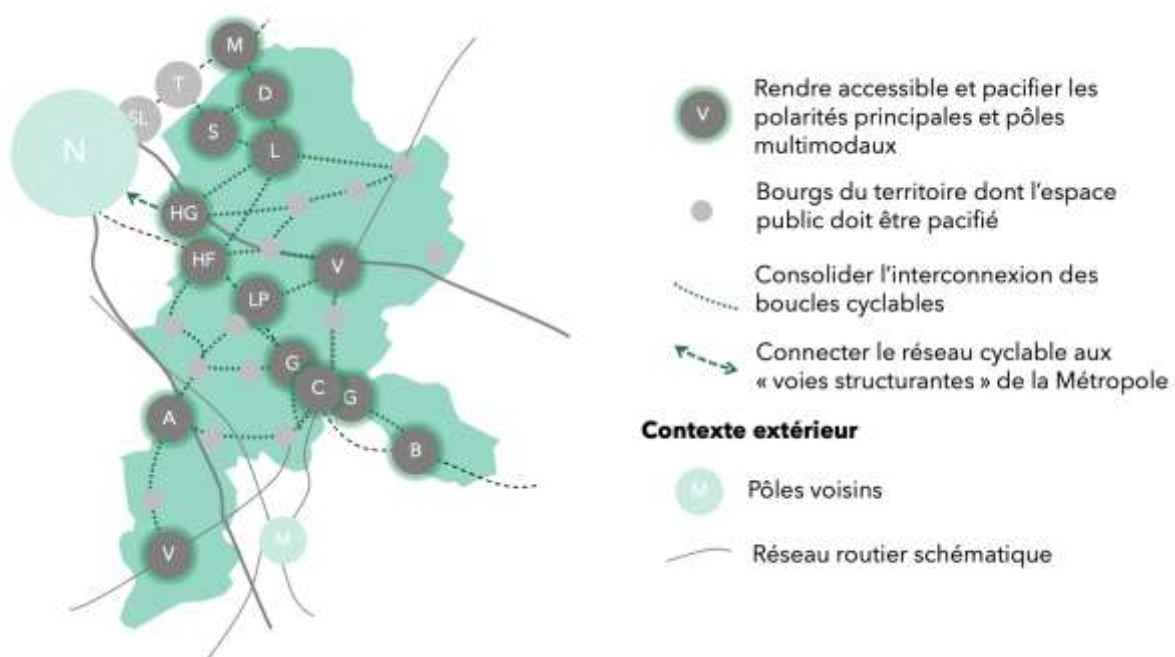 M
T
D
SL
S
N
L
HG
HF
V
LP
G
C
G
A
B
M
V
V
Rendre accessible et pacifier les
polarités principales et pôles
multimodaux
Bourgs du territoire dont l'espace
public doit être pacifié
Consolider l'interconnexion des
boucles cyclables
Connecter le réseau cyclable aux
« voies structurantes » de la Métropole
Contexte extérieur
M
Pôles voisins
Réseau routier schématique